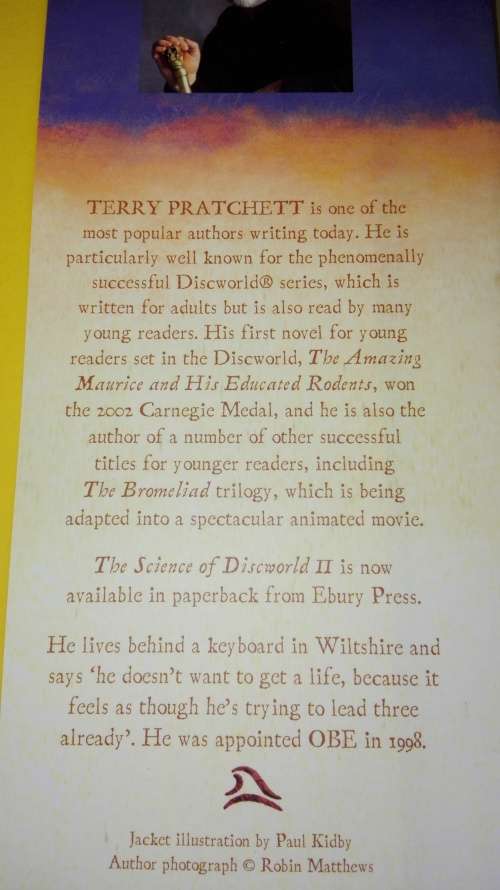 TERRY PRATCHETT is one of the
most popular authors writing today. He is
particularly well known for the phenomenally
successful Discworld® series, which is
written for adults but is also read by many
young readers. His first novel for young
readers set in the Discworld, The Amazing
Maurice and His Educated Rodents, won
the 2002 Carnegie Medal, and he is also the
author of a number of other successful
titles for younger readers, including
The Bromeliad trilogy, which is being
adapted into a spectacular animated movie.
The Science of Discworld II is now
available in paperback from Ebury Press.
He lives behind a keyboard in Wiltshire and
says ‘he doesn’t want to get a life, because it
feels as though he’s trying to lead three
already’. He was appointed OBE in 1998.
Jacket illustration by Paul Kidby
Author photograph © Robin Matthews